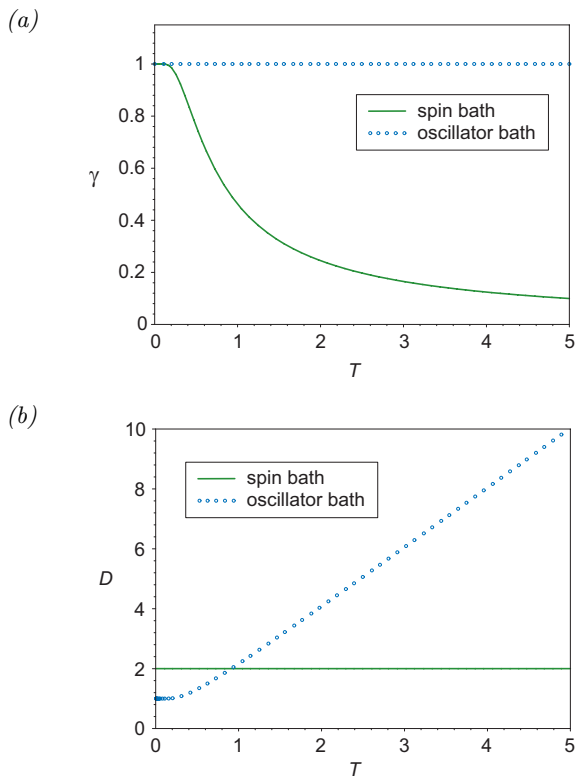 (a)
1
0.8
0.6
0.4
0.2
0
γ
spin bath
oscillator bath
0 1 2 3 4 5
T
(b)
10
8
6
4
2
0
D
spin bath
oscillator bath
0 1 2 3 4 5
T